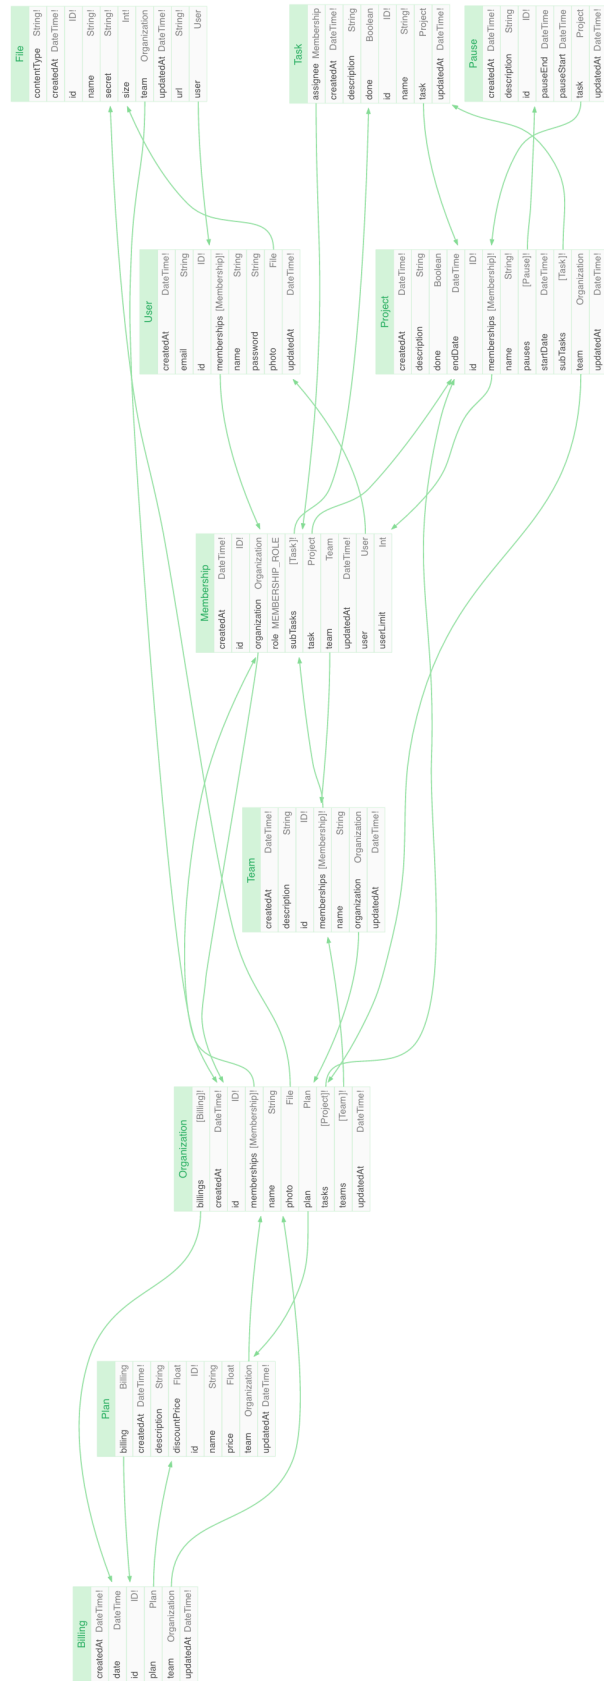 File
contentType String!
createdAt DateTime!
id ID!
name String!
secret String!
size Int!
team Organization
updatedAt DateTime!
url String!
user User
Task
assignee Membership
createdAt DateTime!
description String
done Boolean
id ID!
name String!
task Project
updatedAt DateTime!
Pause
createdAt DateTime!
description String
id ID!
pauseEnd DateTime
pauseStart DateTime
task Project
updatedAt DateTime!
User
createdAt DateTime!
email String
id ID!
memberships [Membership]!
name String
password String
photo File
updatedAt DateTime!
Project
createdAt DateTime!
description String
done Boolean
endDate DateTime
id ID!
memberships [Membership]!
name String!
pauses [Pause]!
startDate DateTime!
subTasks [Task]!
team Organization
updatedAt DateTime!
Membership
createdAt DateTime!
id ID!
organization Organization
role MEMBERSHIP_ROLE
subTasks [Task]!
task Project
team Team
updatedAt DateTime!
user User
userLimit Int
Team
createdAt DateTime!
description String
id ID!
memberships [Membership]!
name String
organization Organization
updatedAt DateTime!
Organization
billings [Billing]!
createdAt DateTime!
id ID!
memberships [Membership]!
name String
photo File
plan Plan
tasks [Project]!
teams [Team]!
updatedAt DateTime!
Plan
billing Billing
createdAt DateTime!
description String
discountPrice Float
id ID!
name String
price Float
team Organization
updatedAt DateTime!
Billing
createdAt DateTime!
date DateTime
id ID!
plan Plan
team Organization
updatedAt DateTime!